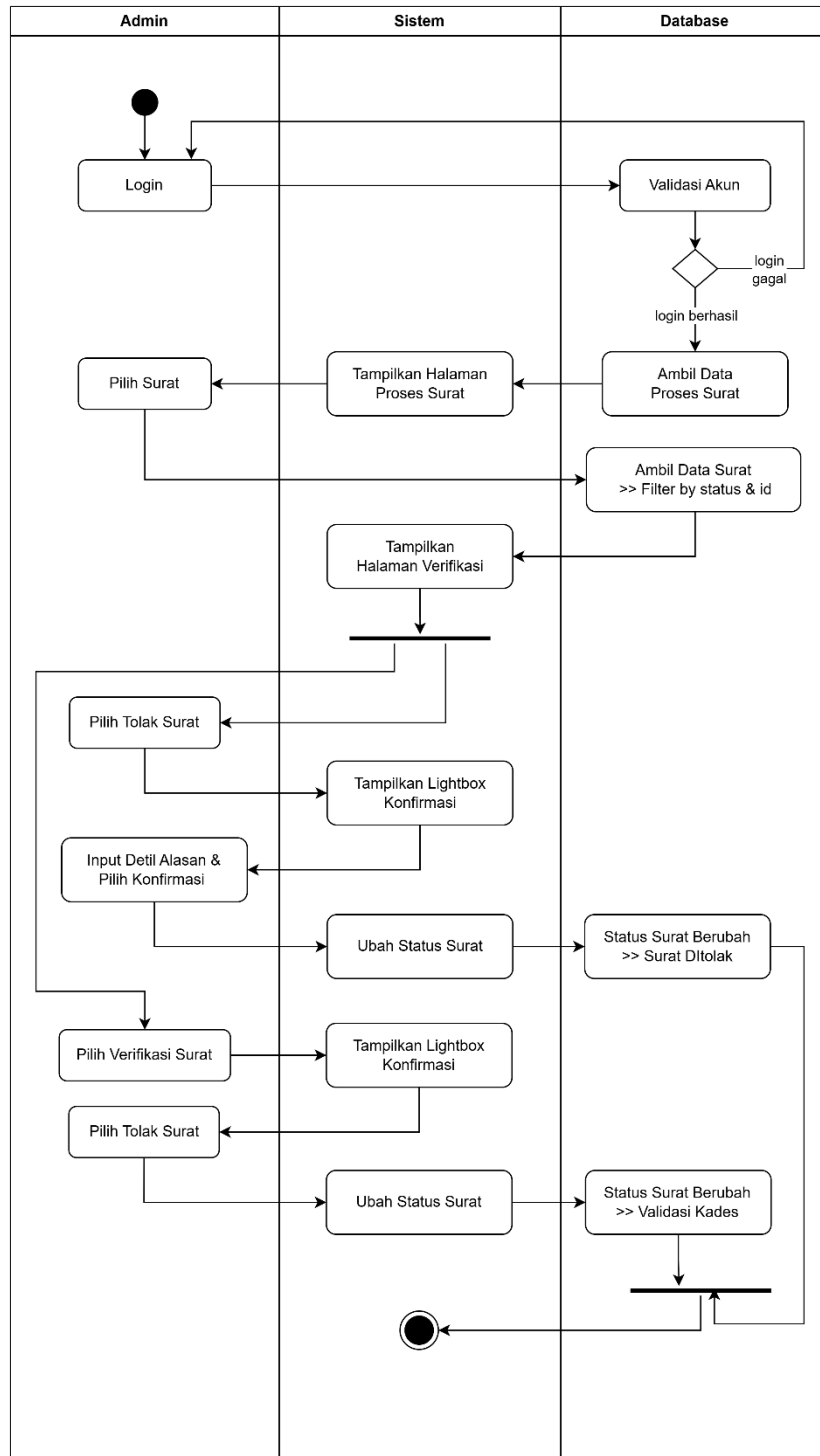 Admin
Sistem
Database
Login
Validasi Akun
login
gagal
login berhasil
Pilih Surat
Tampilkan Halaman
Proses Surat
Ambil Data
Proses Surat
Ambil Data Surat
>> Filter by status & id
Tampilkan
Halaman Verifikasi
Pilih Tolak Surat
Tampilkan Lightbox
Konfirmasi
Input Detil Alasan &
Pilih Konfirmasi
Ubah Status Surat
Status Surat Berubah
>> Surat DItolak
Pilih Verifikasi Surat
Tampilkan Lightbox
Konfirmasi
Pilih Tolak Surat
Ubah Status Surat
Status Surat Berubah
>> Validasi Kades